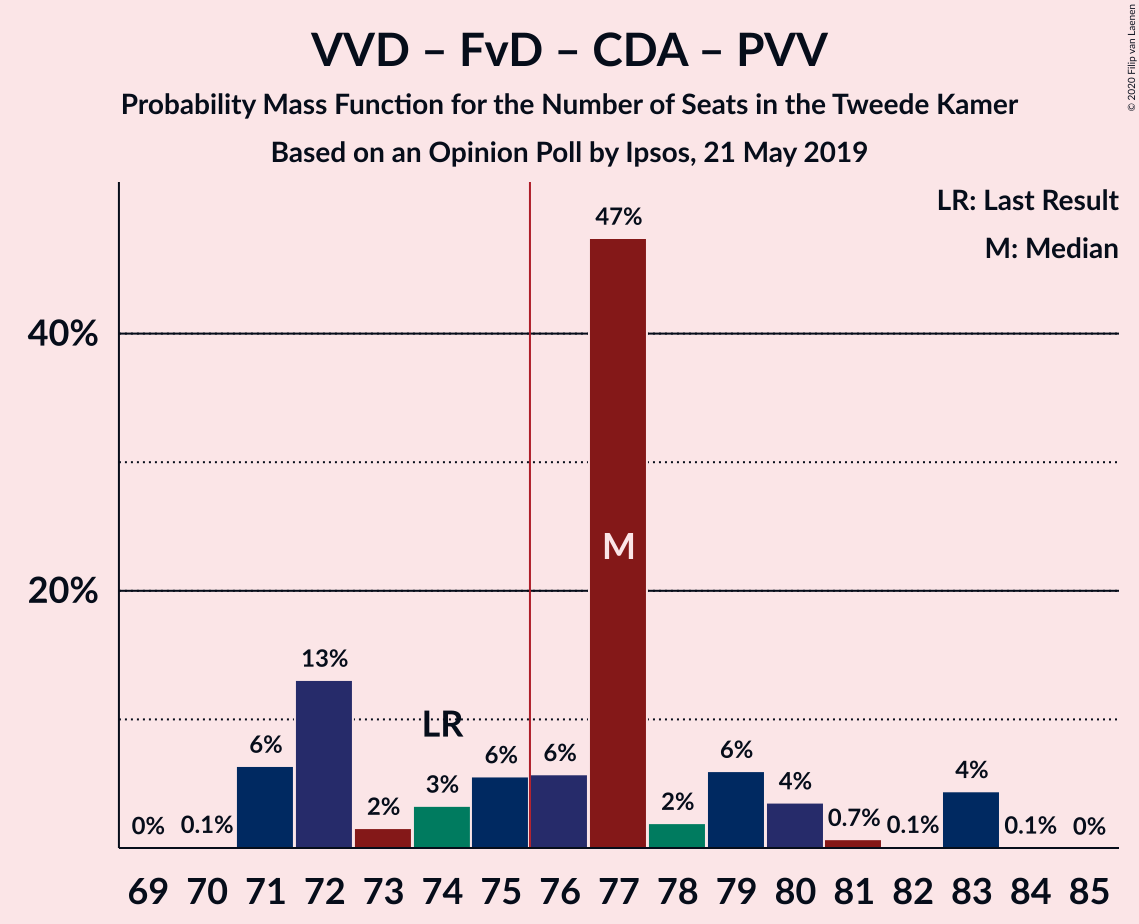 VVD – FvD – CDA – PVV
Probability Mass Function for the Number of Seats in the Tweede Kamer
Based on an Opinion Poll by Ipsos, 21 May 2019
© 2020 Filip van Laenen
LR: Last Result
M: Median
40%
20%
0%
0.1%
6%
13%
2%
3%
LR
6%
6%
47%
M
2%
6%
4%
0.7%
0.1%
4%
0.1%
0%
69 70 71 72 73 74 75 76 77 78 79 80 81 82 83 84 85